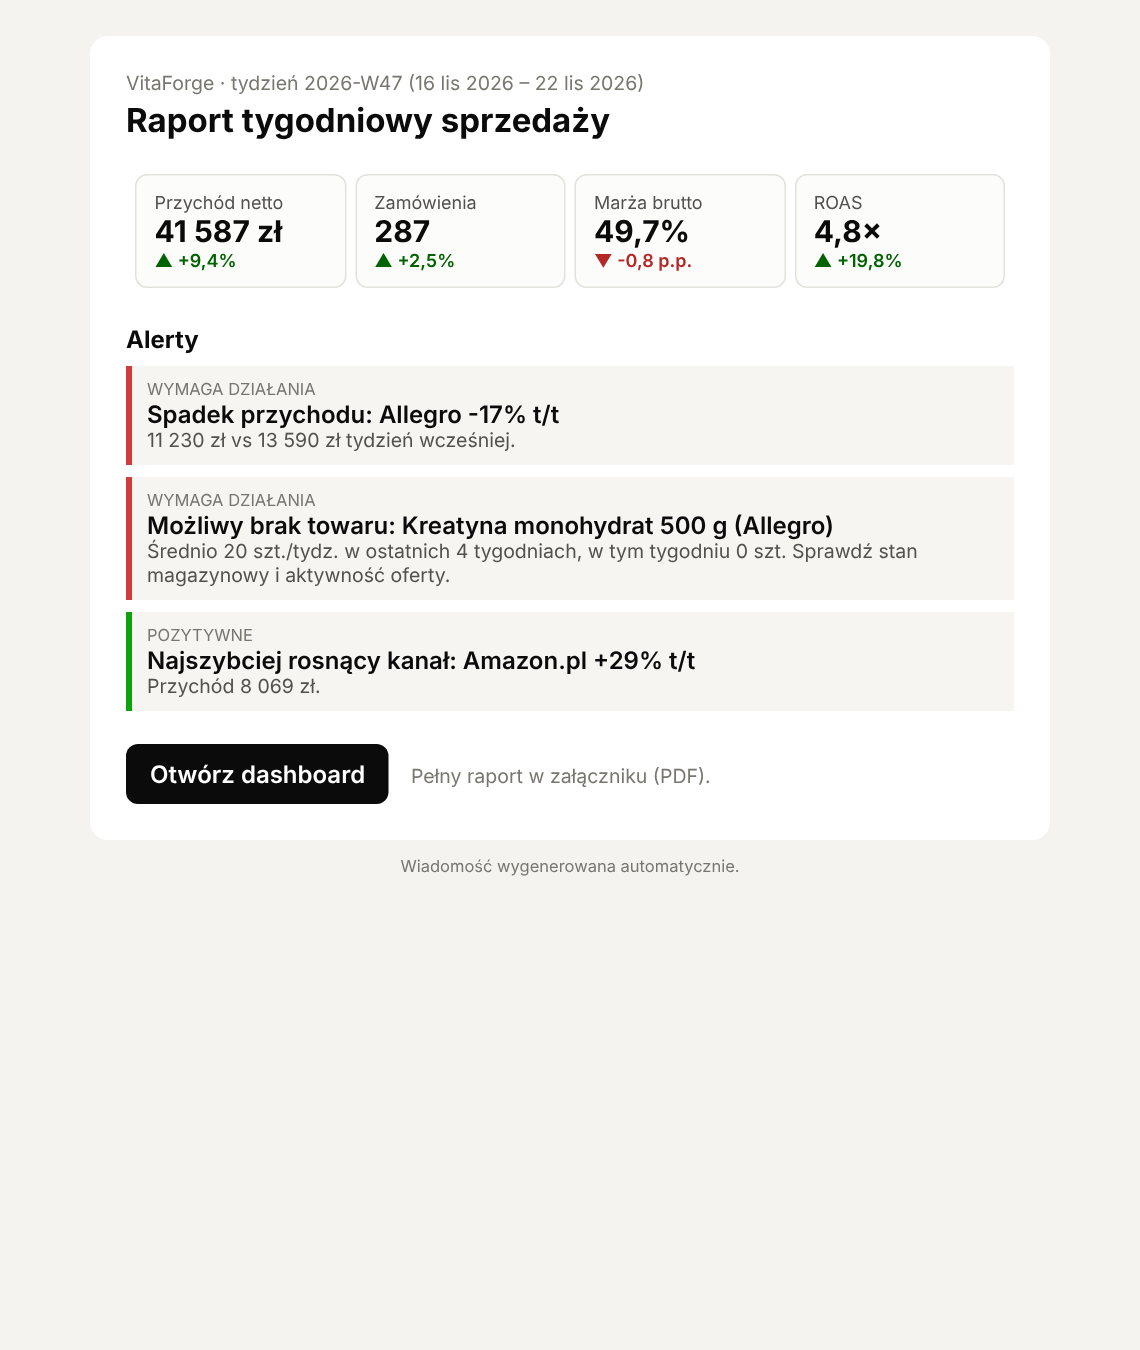 VitaForge · tydzień 2026-W47 (16 lis 2026 – 22 lis 2026)
Raport tygodniowy sprzedaży
Przychód netto
41 587 zł
▲ +9,4%
Zamówienia
287
▲ +2,5%
Marża brutto
49,7%
▼ -0,8 p.p.
ROAS
4,8×
▲ +19,8%
Alerty
WYMAGA DZIAŁANIA
Spadek przychodu: Allegro -17% t/t
11 230 zł vs 13 590 zł tydzień wcześniej.
WYMAGA DZIAŁANIA
Możliwy brak towaru: Kreatyna monohydrat 500 g (Allegro)
Średnio 20 szt./tydz. w ostatnich 4 tygodniach, w tym tygodniu 0 szt. Sprawdź stan
magazynowy i aktywność oferty.
POZYTYWNE
Najszybciej rosnący kanał: Amazon.pl +29% t/t
Przychód 8 069 zł.
Otwórz dashboard
Pełny raport w załączniku (PDF).
Wiadomość wygenerowana automatycznie.